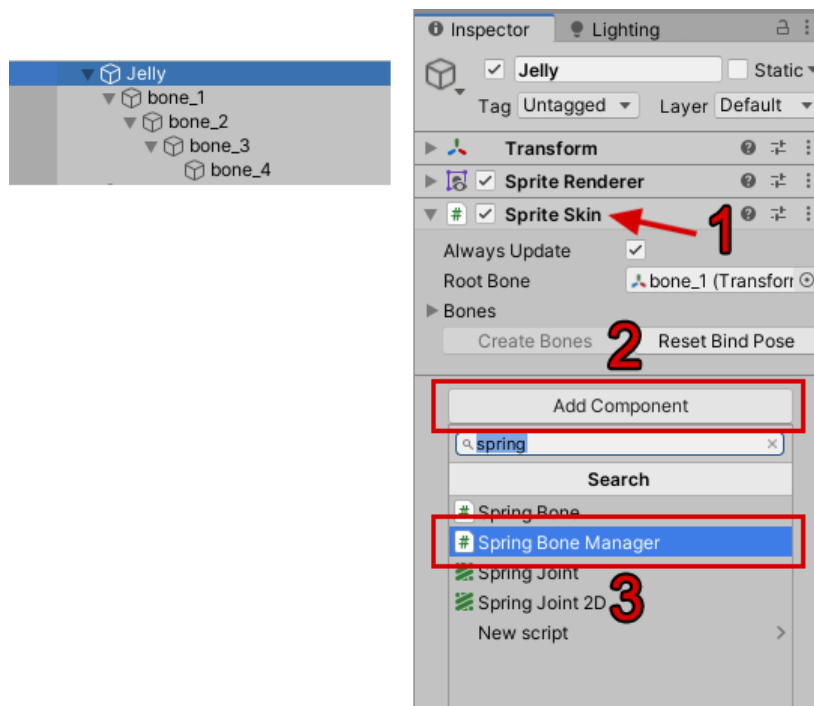 Jelly
bone_1
bone_2
bone_3
bone_4
Inspector
Lighting
Jelly
Static
Tag Untagged
Layer Default
Transform
Sprite Renderer
Sprite Skin
1
Always Update
Root Bone
bone_1 (Transforr
Bones
Create Bones
2
Reset Bind Pose
Add Component
spring
Search
Spring Bone
Spring Bone Manager
Spring Joint
Spring Joint 2D
3
New script